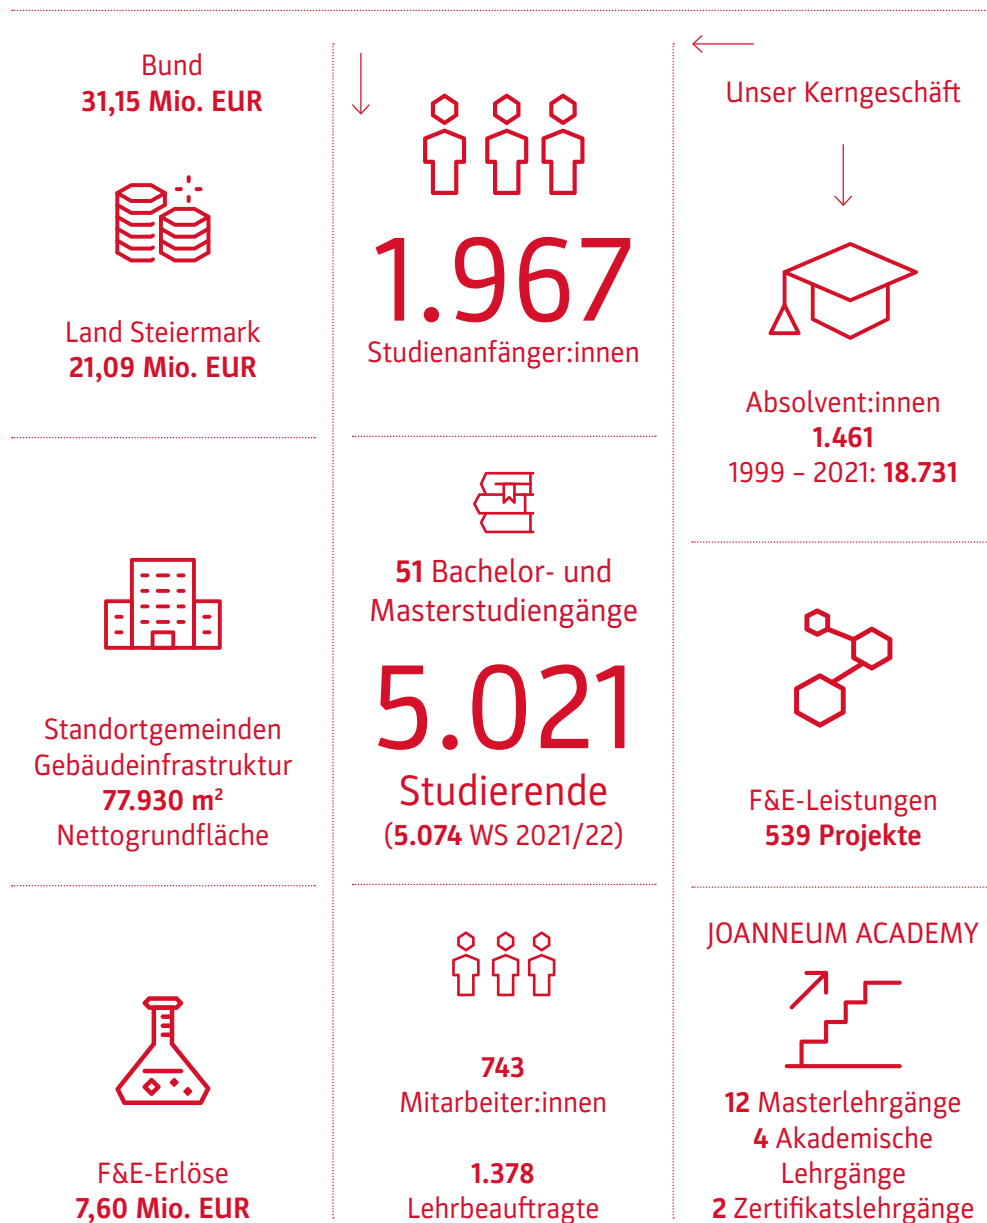 Bund
31,15 Mio. EUR
Land Steiermark
21,09 Mio. EUR
Standortgemeinden
Gebäudeinfrastruktur
77.930 m²
Nettogrundfläche
F&E-Erlöse
7,60 Mio. EUR
1.967
Studienanfänger:innen
51 Bachelor- und
Masterstudiengänge
5.021
Studierende
(5.074 WS 2021/22)
743
Mitarbeiter:innen
1.378
Lehrbeauftragte
Unser Kerngeschäft
Absolvent:innen
1.461
1999 – 2021: 18.731
F&E-Leistungen
539 Projekte
JOANNEUM ACADEMY
12 Masterlehrgänge
4 Akademische
Lehrgänge
2 Zertifikatslehrgänge